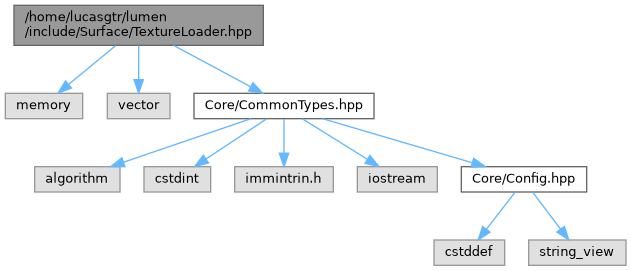 /home/lucasgtr/lumen
/include/Surface/TextureLoader.hpp
memory
vector
Core/CommonTypes.hpp
algorithm
cstdint
immintrin.h
iostream
Core/Config.hpp
cstddef
string_view